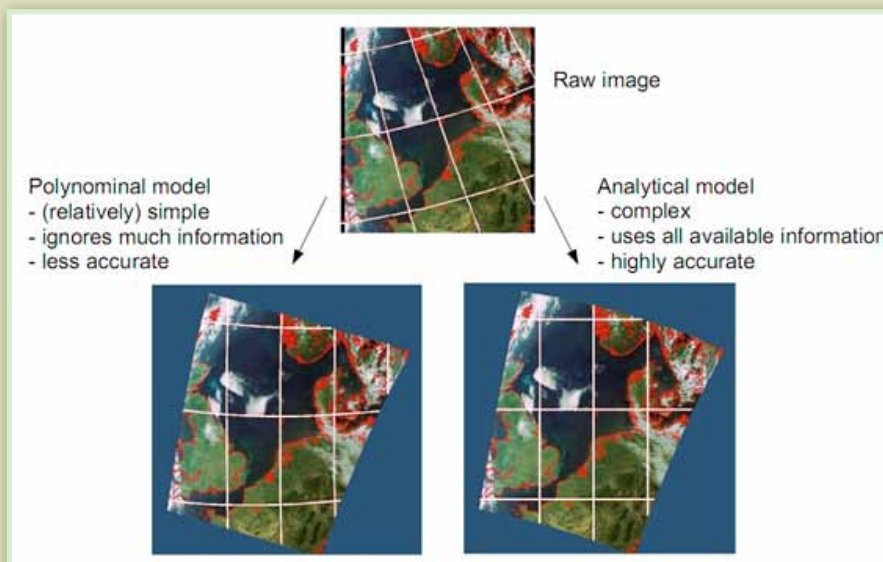 Raw image
Polynominal model
- (relatively) simple
- ignores much information
- less accurate
Analytical model
- complex
- uses all available information
- highly accurate